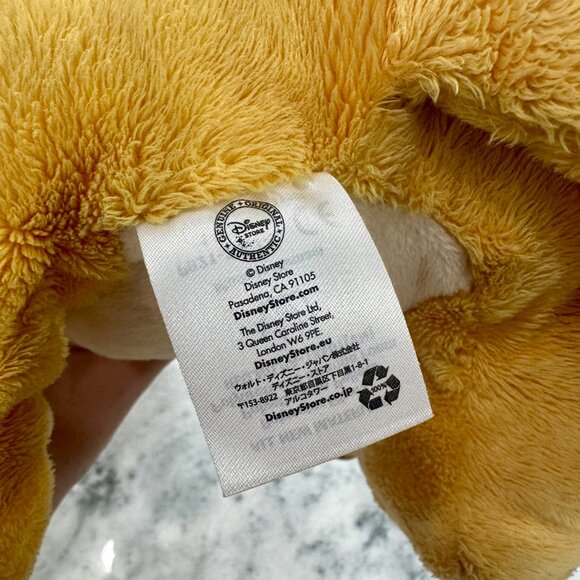 GENUINE • ORIGINAL
Disney
STORE
AUTHENTIC
© Disney
Disney Store
Pasadena, CA 91105
DisneyStore.com
The Disney Store Ltd,
3 Queen Caroline Street,
London W6 9PE.
DisneyStore.eu
ウォルト・ディズニー・ジャパン株式会社
ディズニー・ストア
〒153-8922 東京都目黒区下目黒1-8-1
アルコタワー
DisneyStore.co.jp
100%